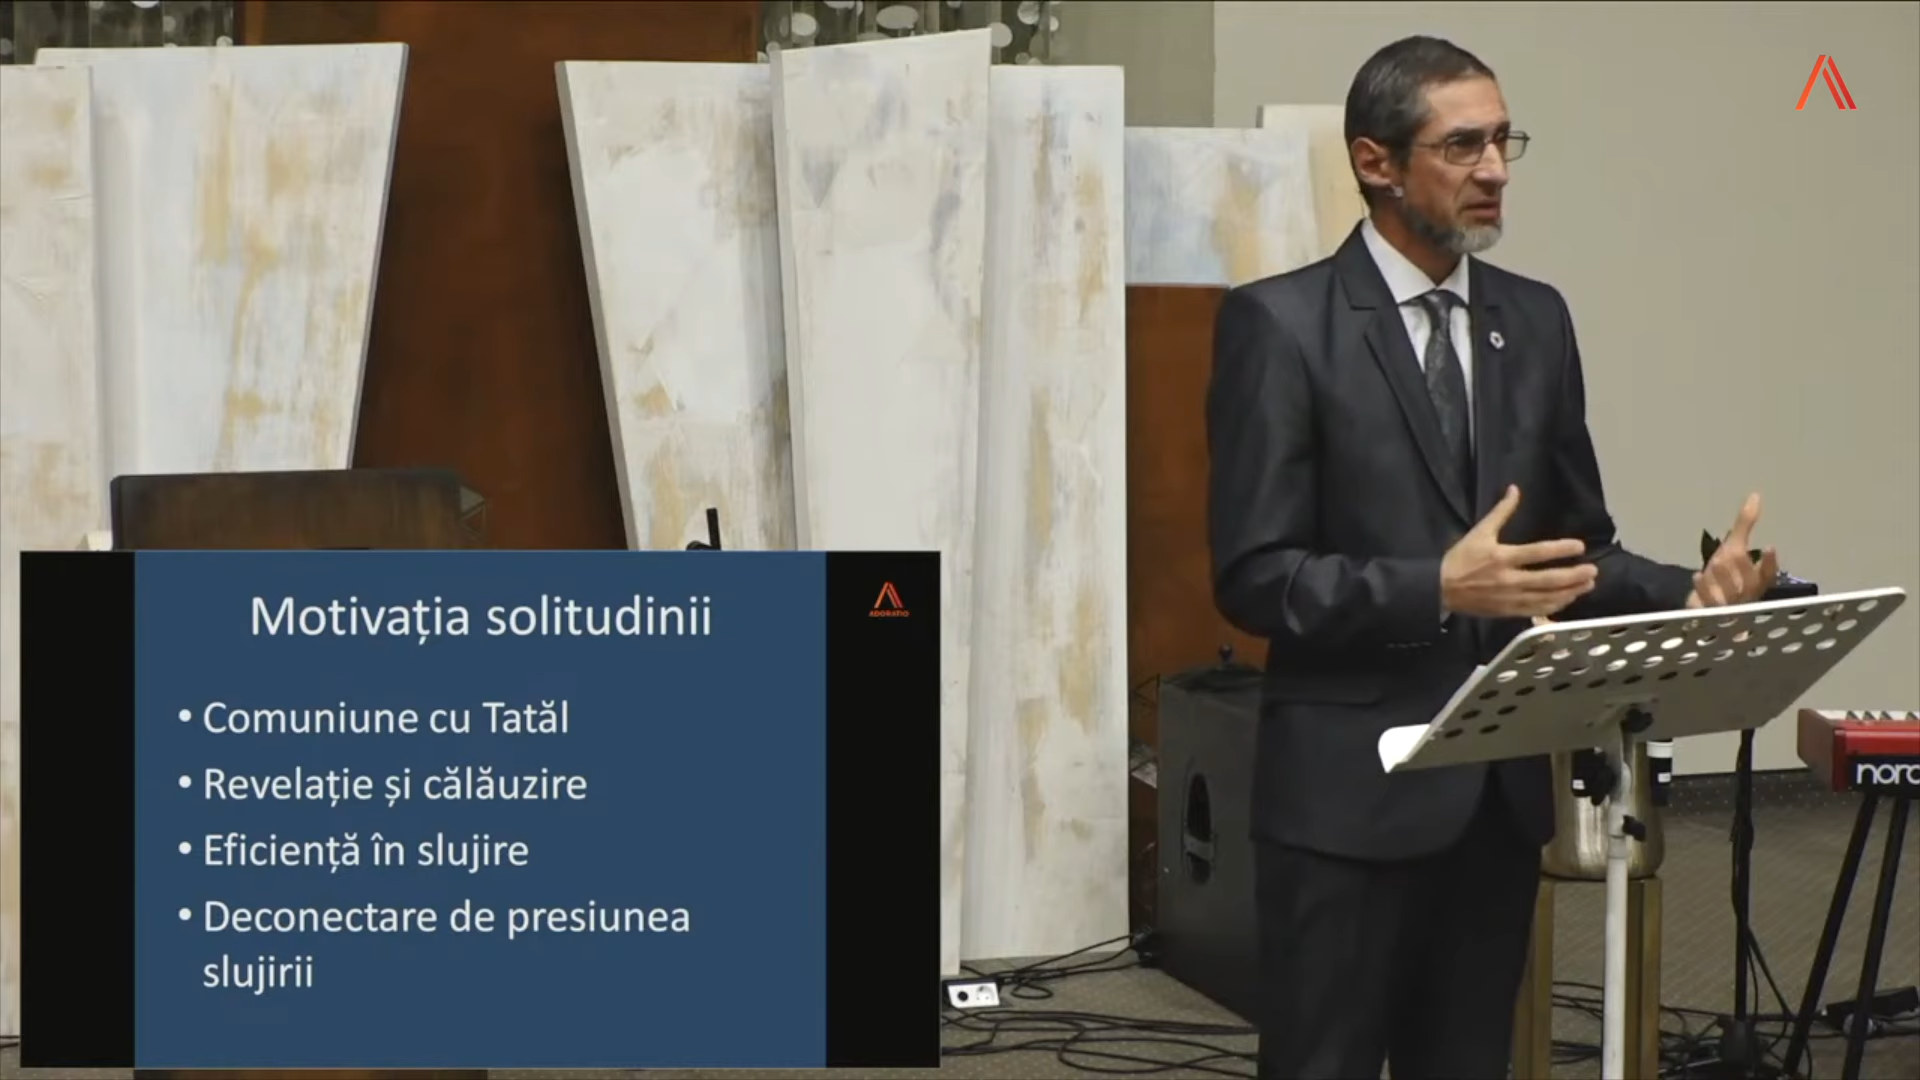 Motivația solitudinii
ADORATIO
• Comuniune cu Tatăl
• Revelație și călăuzire
• Eficiență în slujire
• Deconectare de presiunea
slujirii
nord